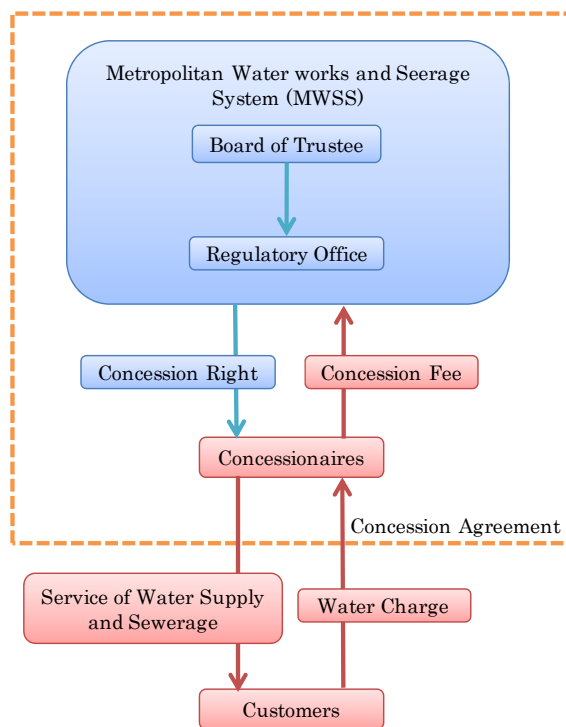 Metropolitan Water works and Seerage
System (MWSS)
Board of Trustee
Regulatory Office
Concession Right
Concession Fee
Concessionaires
Concession Agreement
Service of Water Supply
and Sewerage
Water Charge
Customers